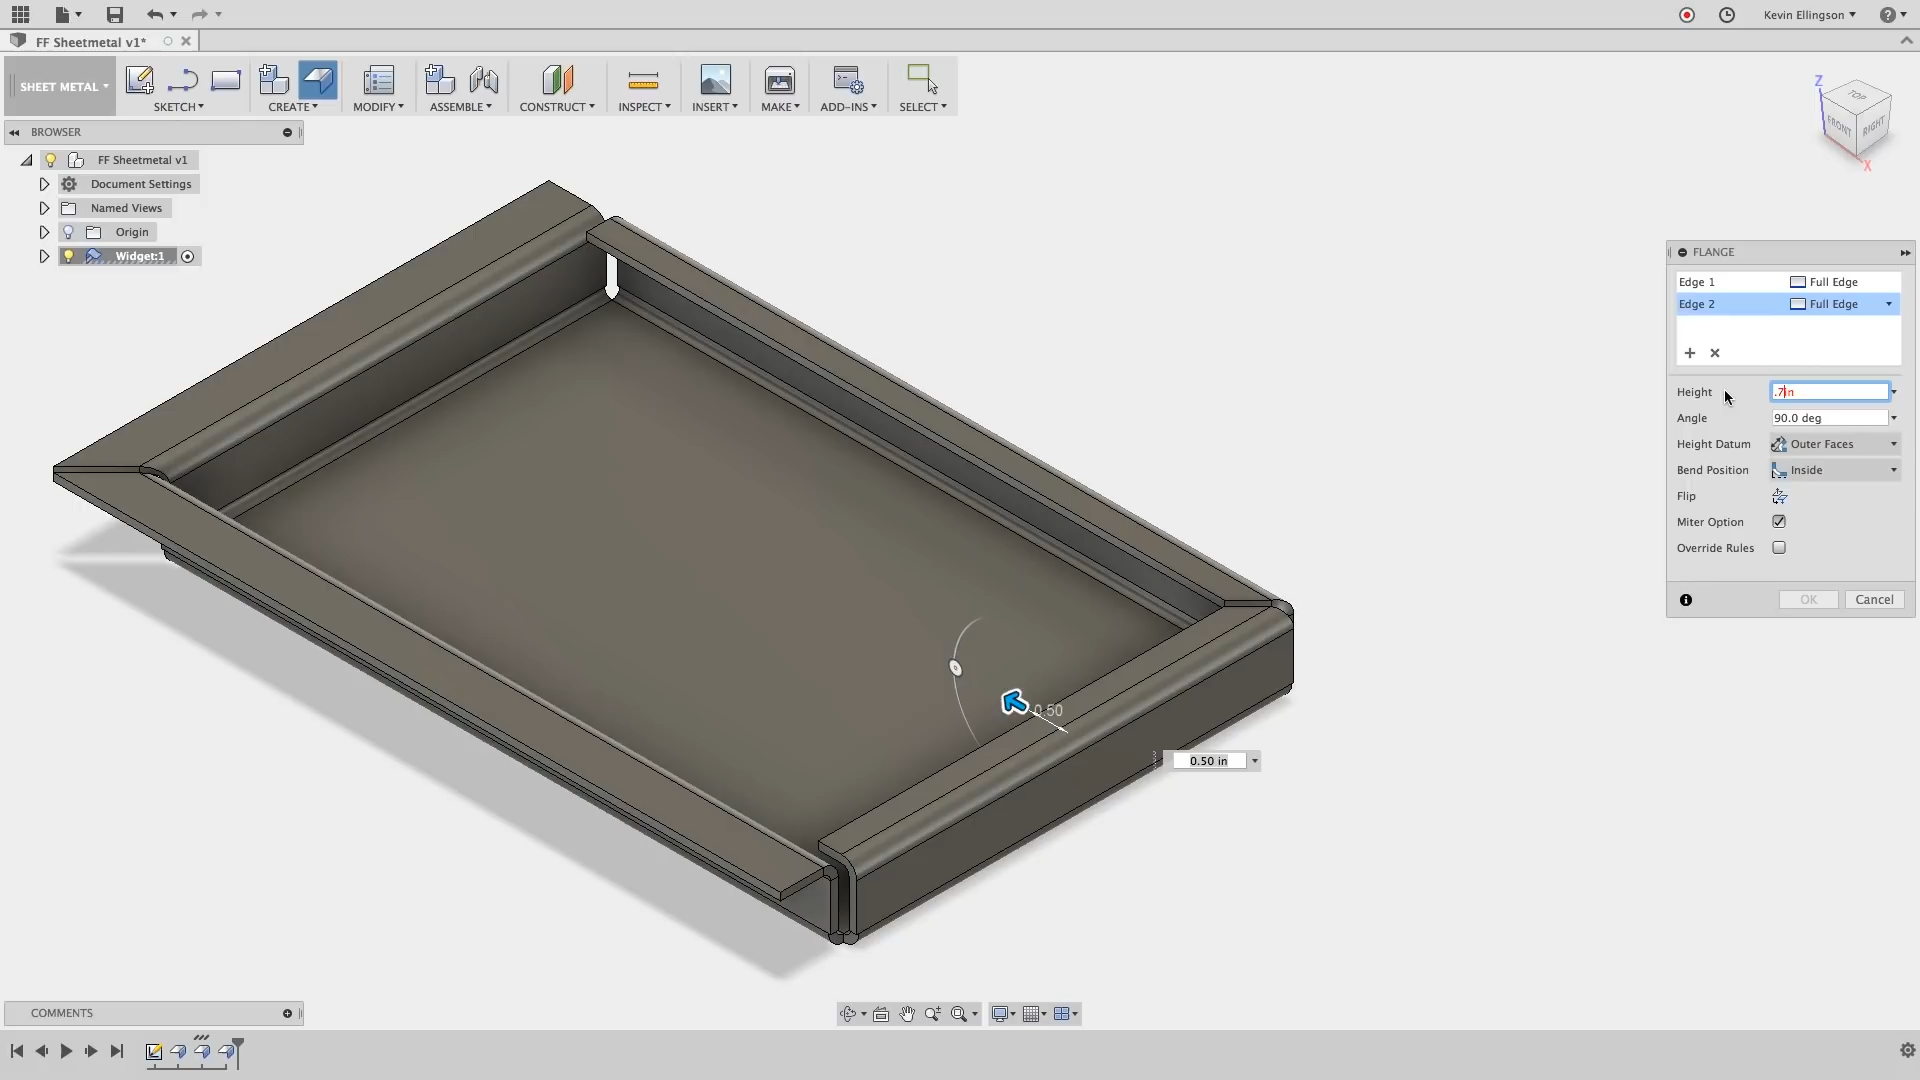 Kevin Ellingson
FF Sheetmetal v1*
SHEET METAL
SKETCH
CREATE
MODIFY
ASSEMBLE
CONSTRUCT
INSPECT
INSERT
MAKE
ADD-INS
SELECT
Z
TOP
FRONT
RIGHT
X
BROWSER
FF Sheetmetal v1
Document Settings
Named Views
Origin
Widget:1
FLANGE
Edge 1 Full Edge
Edge 2 Full Edge
Height .7in
Angle 90.0 deg
Height Datum Outer Faces
Bend Position Inside
Flip
Miter Option
Override Rules
OK Cancel
0.50
0.50 in
COMMENTS